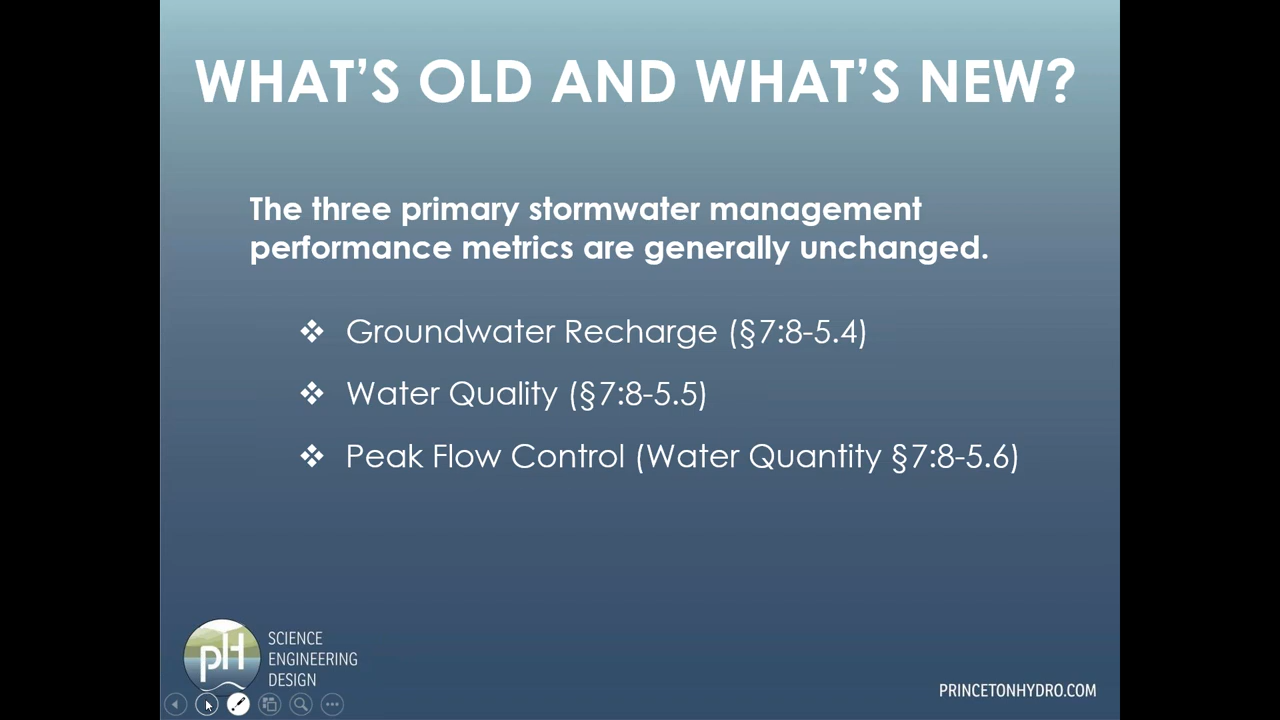 WHAT'S OLD AND WHAT'S NEW?
The three primary stormwater management
performance metrics are generally unchanged.
❖ Groundwater Recharge (§7:8-5.4)
❖ Water Quality (§7:8-5.5)
❖ Peak Flow Control (Water Quantity §7:8-5.6)
pH
SCIENCE
ENGINEERING
DESIGN
PRINCETONHYDRO.COM